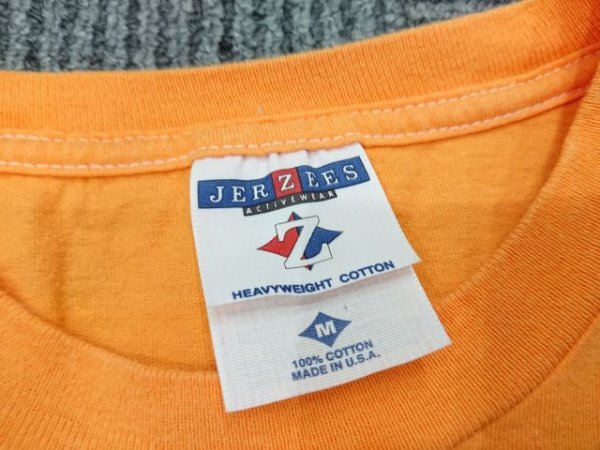 JERZEES
ACTIVEWEAR
Z
HEAVYWEIGHT COTTON
M
100% COTTON
MADE IN U.S.A.